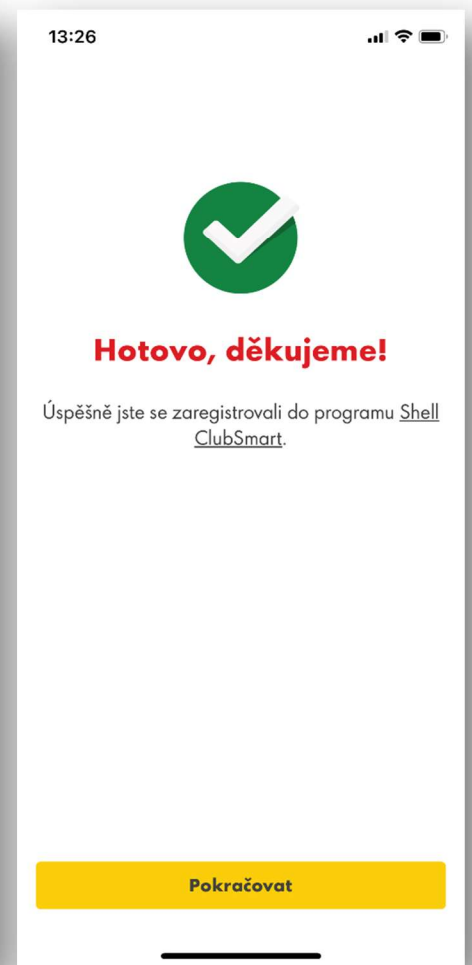 13:26
Hotovo, děkujeme!
Úspěšně jste se zaregistrovali do programu Shell
ClubSmart.
Pokračovat